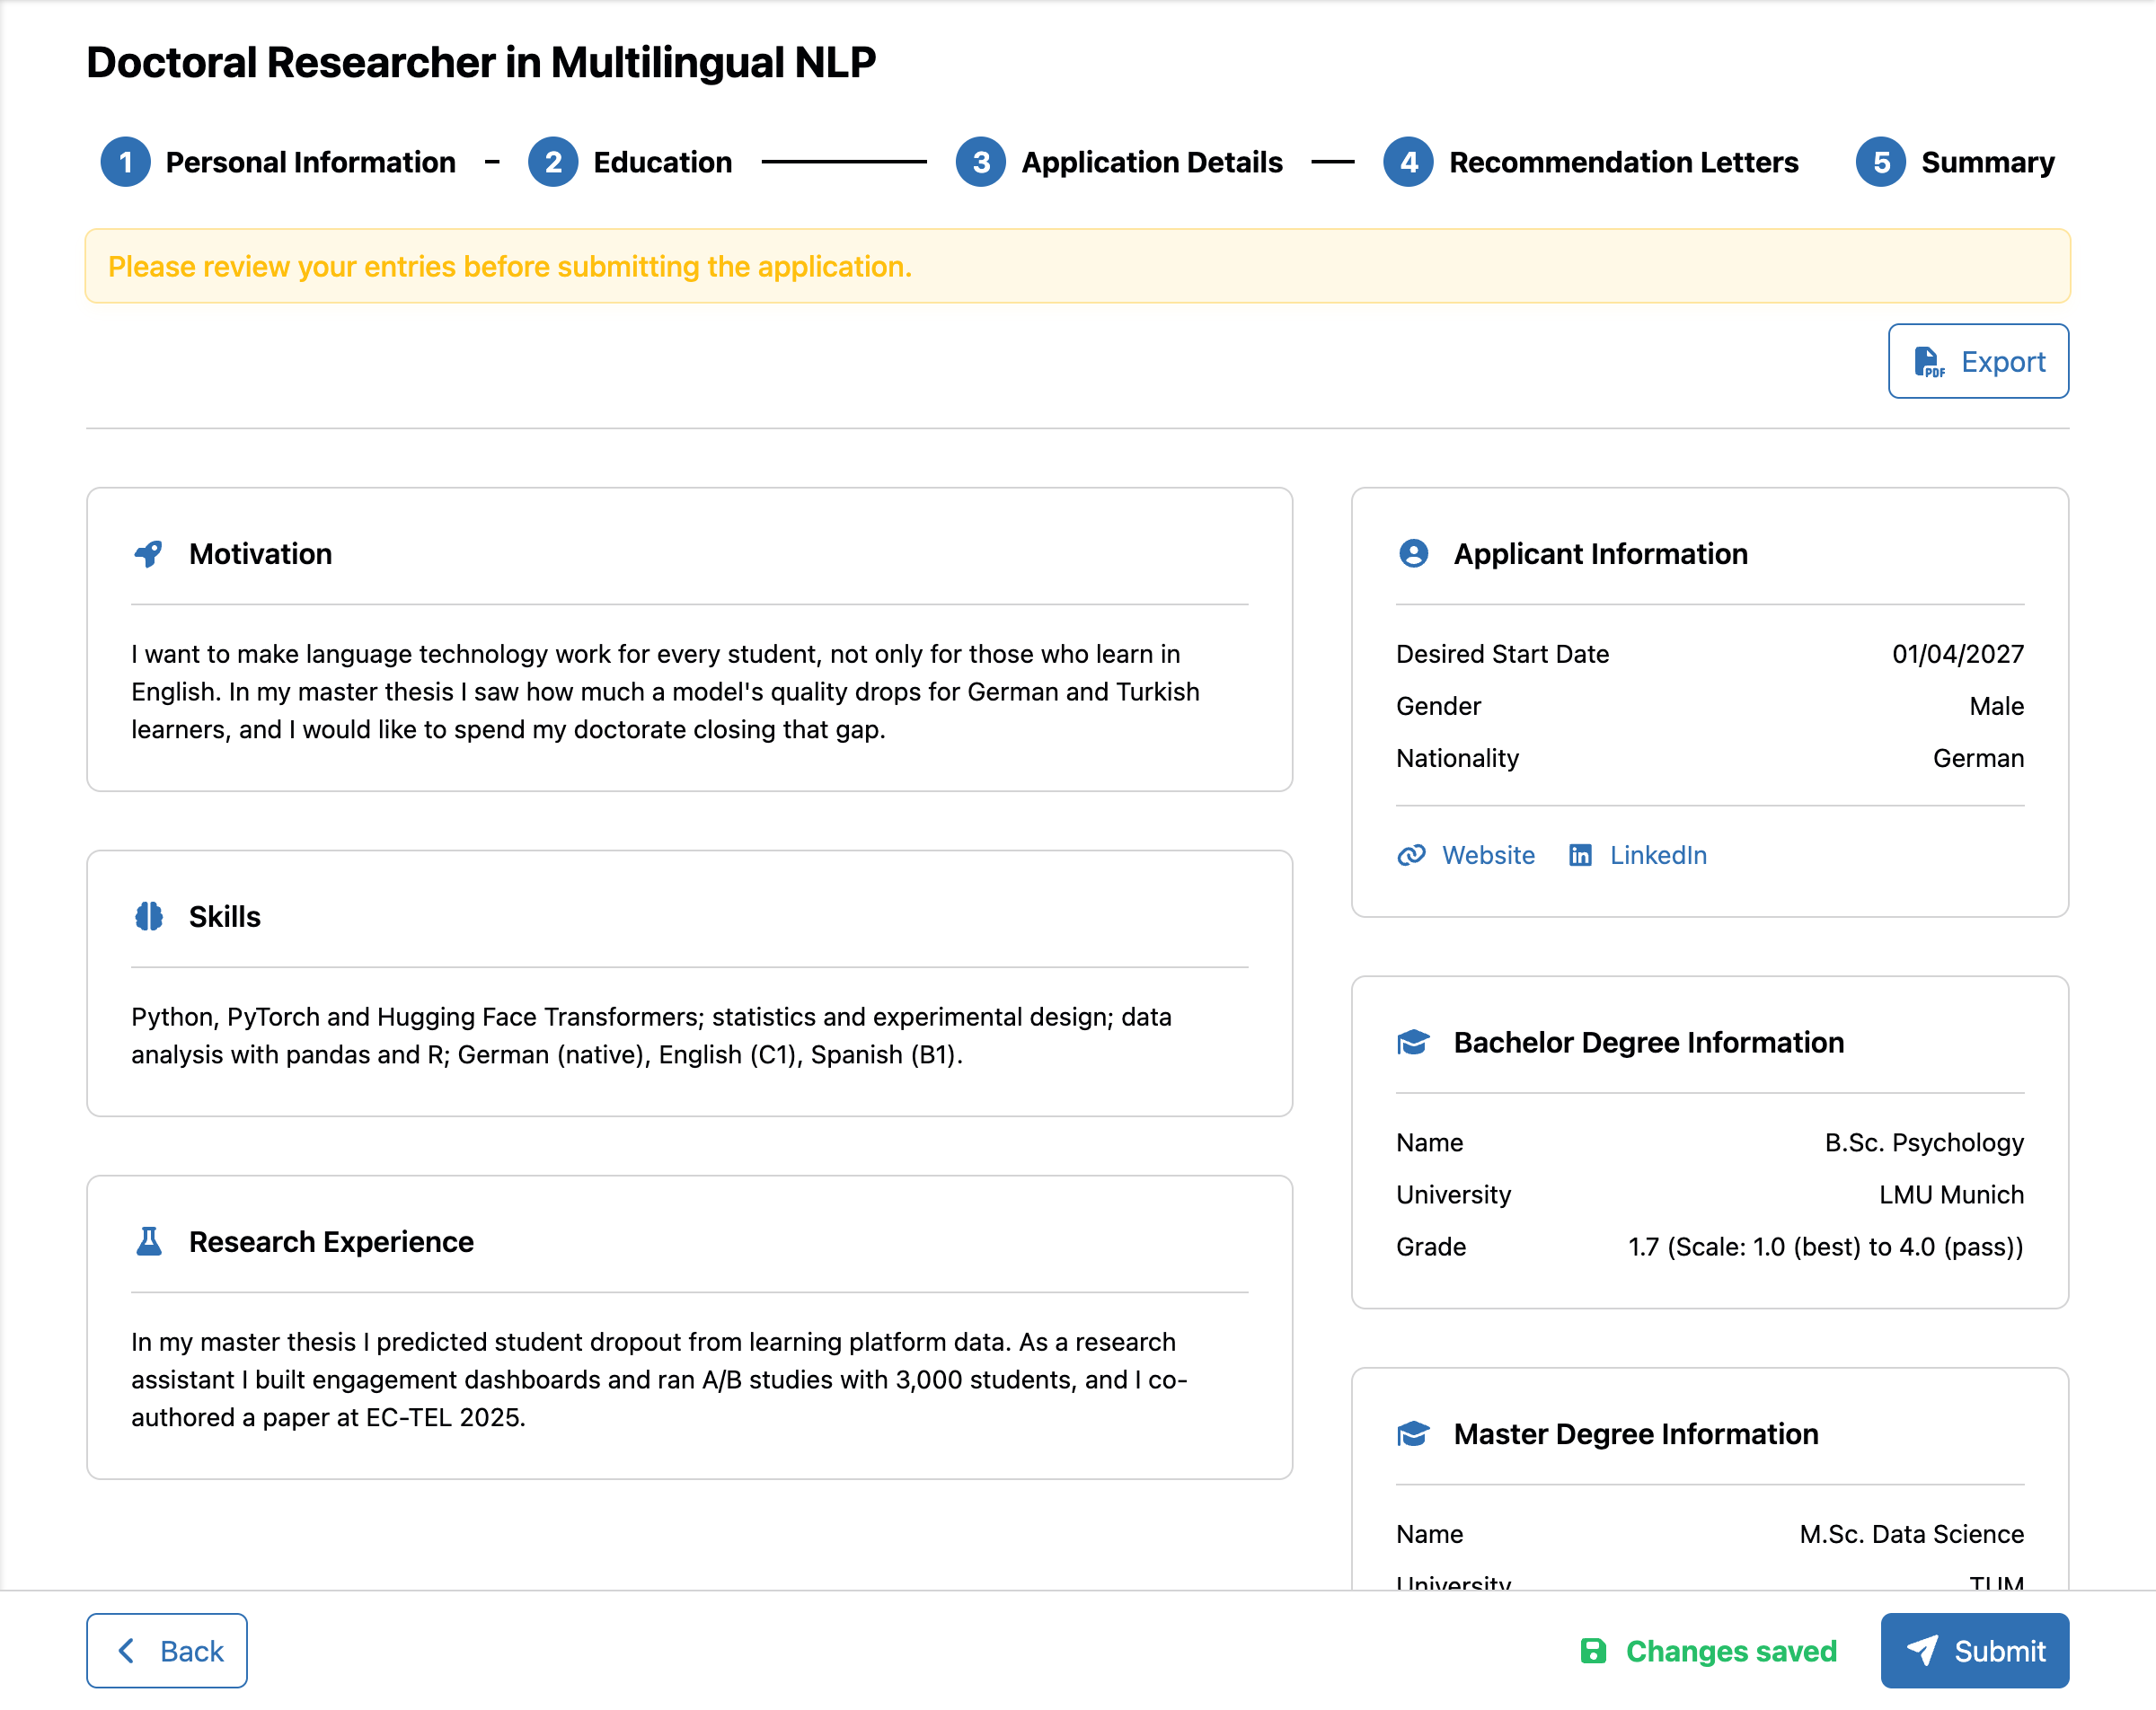 Doctoral Researcher in Multilingual NLP
1 Personal Information 2 Education 3 Application Details 4 Recommendation Letters 5 Summary
Please review your entries before submitting the application.
PDF Export
Motivation
I want to make language technology work for every student, not only for those who learn in
English. In my master thesis I saw how much a model's quality drops for German and Turkish
learners, and I would like to spend my doctorate closing that gap.
Skills
Python, PyTorch and Hugging Face Transformers; statistics and experimental design; data
analysis with pandas and R; German (native), English (C1), Spanish (B1).
Research Experience
In my master thesis I predicted student dropout from learning platform data. As a research
assistant I built engagement dashboards and ran A/B studies with 3,000 students, and I co-
authored a paper at EC-TEL 2025.
Applicant Information
Desired Start Date 01/04/2027
Gender Male
Nationality German
Website in LinkedIn
Bachelor Degree Information
Name B.Sc. Psychology
University LMU Munich
Grade 1.7 (Scale: 1.0 (best) to 4.0 (pass))
Master Degree Information
Name M.Sc. Data Science
University TUM
Back Changes saved Submit